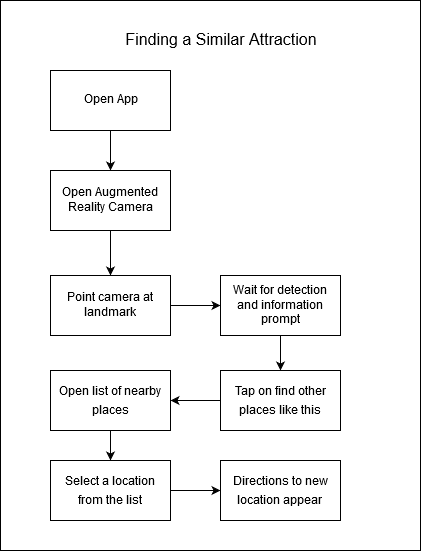 Finding a Similar Attraction
Open App
Open Augmented
Reality Camera
Point camera at
landmark
Wait for detection
and information
prompt
Tap on find other
places like this
Open list of nearby
places
Select a location
from the list
Directions to new
location appear